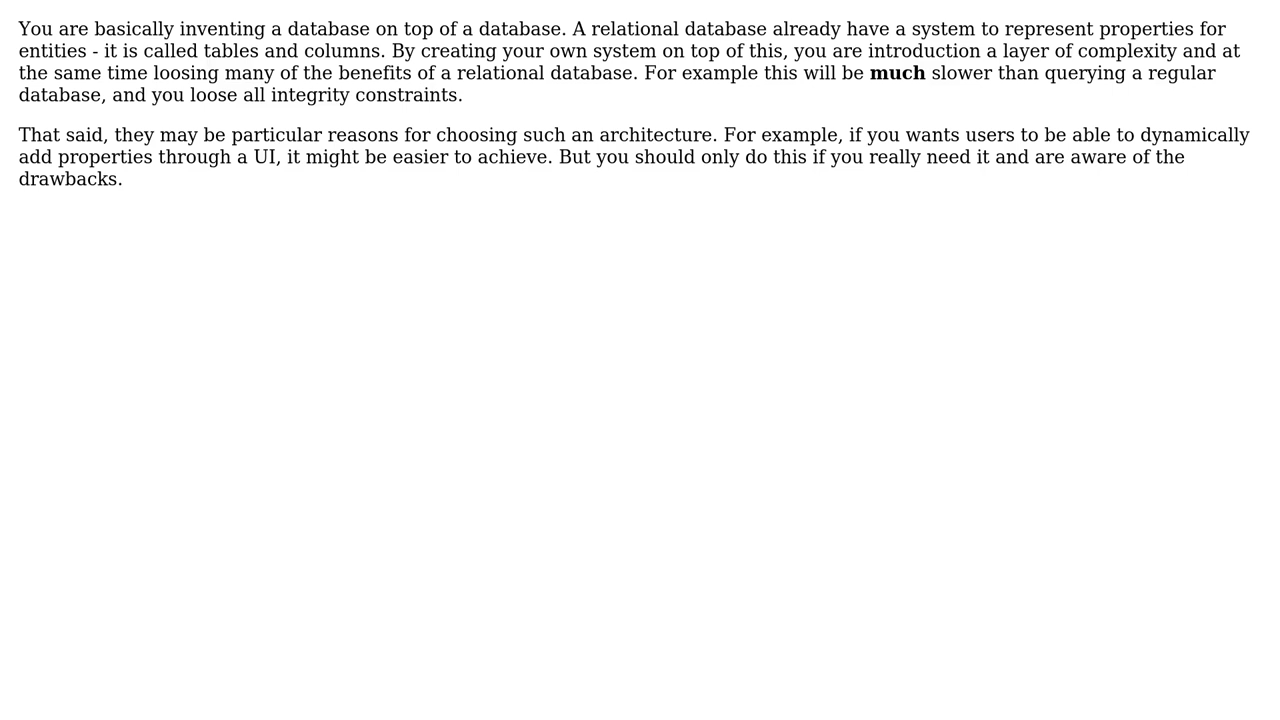 You are basically inventing a database on top of a database. A relational database already have a system to represent properties for
entities - it is called tables and columns. By creating your own system on top of this, you are introduction a layer of complexity and at
the same time loosing many of the benefits of a relational database. For example this will be much slower than querying a regular
database, and you loose all integrity constraints.
That said, they may be particular reasons for choosing such an architecture. For example, if you wants users to be able to dynamically
add properties through a UI, it might be easier to achieve. But you should only do this if you really need it and are aware of the
drawbacks.